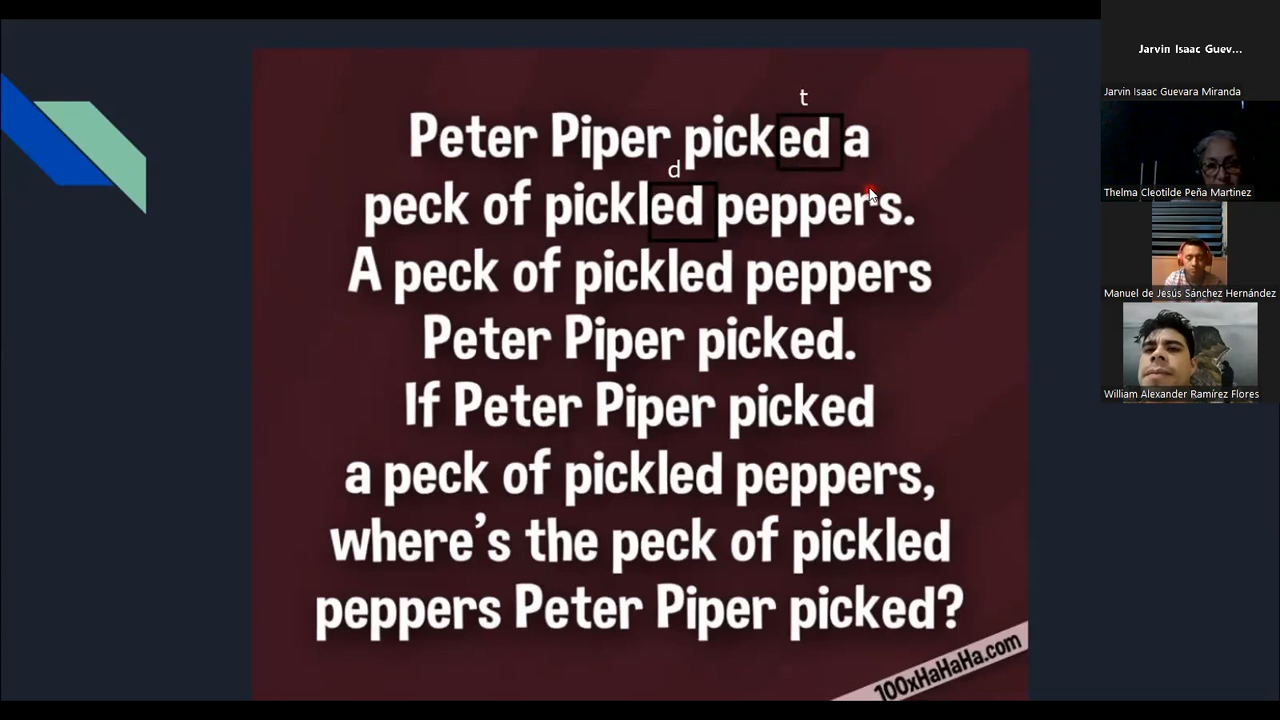 t
Peter Piper picked a
d
peck of pickled peppers.
A peck of pickled peppers
Peter Piper picked.
If Peter Piper picked
a peck of pickled peppers,
where's the peck of pickled
peppers Peter Piper picked?
100xHaHaHa.com
Jarvin Isaac Guev...
Jarvin Isaac Guevara Miranda
Thelma Cleotilde Peña Martinez
Manuel de Jesús Sánchez Hernández
William Alexander Ramírez Flores